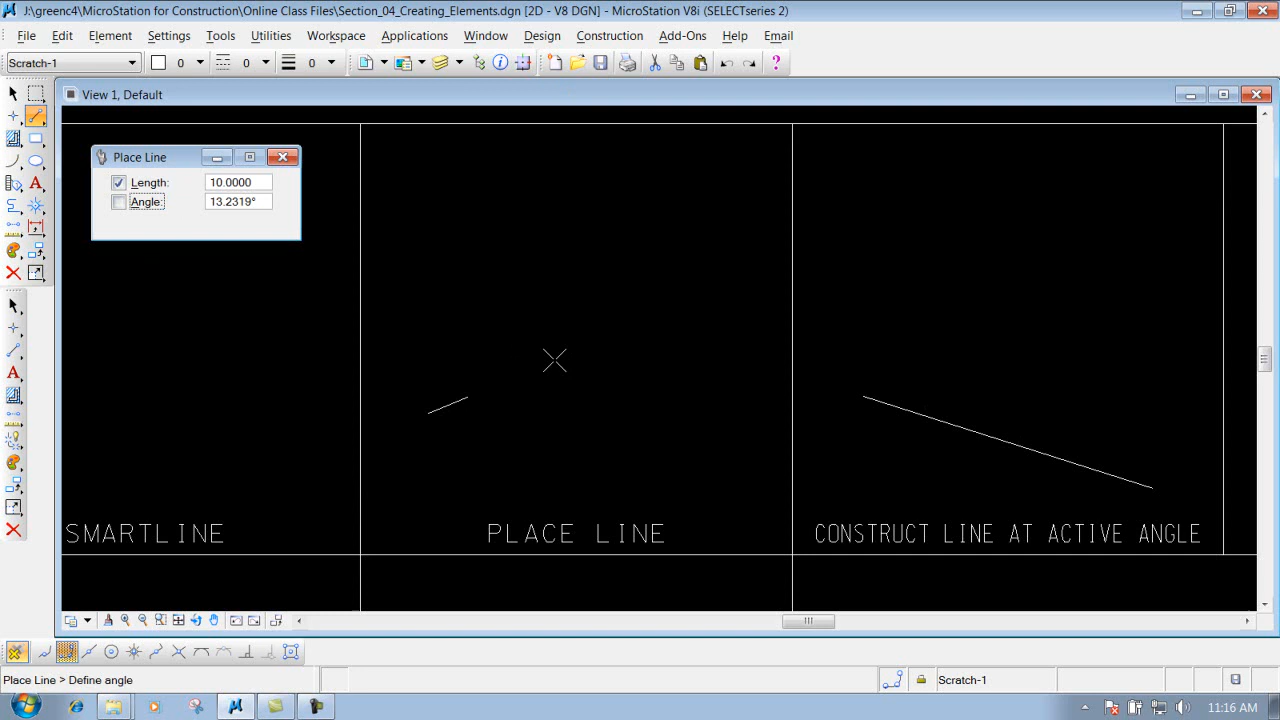 J:\greenc4\MicroStation for Construction\Online Class Files\Section_04_Creating_Elements.dgn [2D - V8 DGN] - MicroStation V8i (SELECTseries 2)
File Edit Element Settings Tools Utilities Workspace Applications Window Design Construction Add-Ons Help Email
Scratch-1 0 0 0
View 1, Default
Place Line
Length: 10.0000
Angle: 13.2319°
SMARTLINE PLACE LINE CONSTRUCT LINE AT ACTIVE ANGLE
Place Line > Define angle Scratch-1
11:16 AM